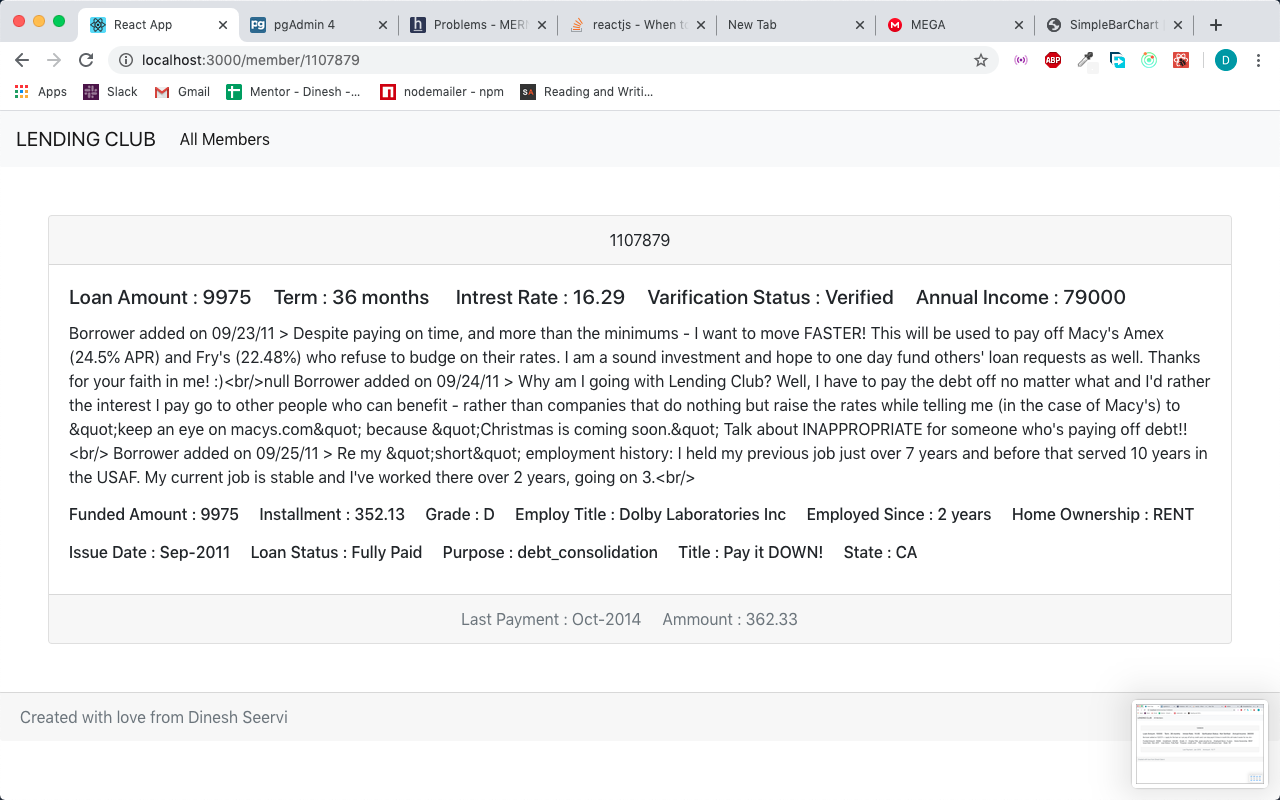 React App
pgAdmin 4
Problems - MER
reactjs - When to
New Tab
MEGA
SimpleBarChart
localhost:3000/member/1107879
ABP
D
Apps
Slack
Gmail
Mentor - Dinesh -...
nodemailer - npm
Reading and Writi...
LENDING CLUB All Members
1107879
Loan Amount : 9975 Term : 36 months Intrest Rate : 16.29 Varification Status : Verified Annual Income : 79000
Borrower added on 09/23/11 > Despite paying on time, and more than the minimums - I want to move FASTER! This will be used to pay off Macy's Amex
(24.5% APR) and Fry's (22.48%) who refuse to budge on their rates. I am a sound investment and hope to one day fund others' loan requests as well. Thanks
for your faith in me! :)<br/>null Borrower added on 09/24/11 > Why am I going with Lending Club? Well, I have to pay the debt off no matter what and I'd rather
the interest I pay go to other people who can benefit - rather than companies that do nothing but raise the rates while telling me (in the case of Macy's) to
&quot;keep an eye on macys.com&quot; because &quot;Christmas is coming soon.&quot; Talk about INAPPROPRIATE for someone who's paying off debt!!
<br/> Borrower added on 09/25/11 > Re my &quot;short&quot; employment history: I held my previous job just over 7 years and before that served 10 years in
the USAF. My current job is stable and I've worked there over 2 years, going on 3.<br/>
Funded Amount : 9975 Installment : 352.13 Grade : D Employ Title : Dolby Laboratories Inc Employed Since : 2 years Home Ownership : RENT
Issue Date : Sep-2011 Loan Status : Fully Paid Purpose : debt_consolidation Title : Pay it DOWN! State : CA
Last Payment : Oct-2014 Ammount : 362.33
Created with love from Dinesh Seervi